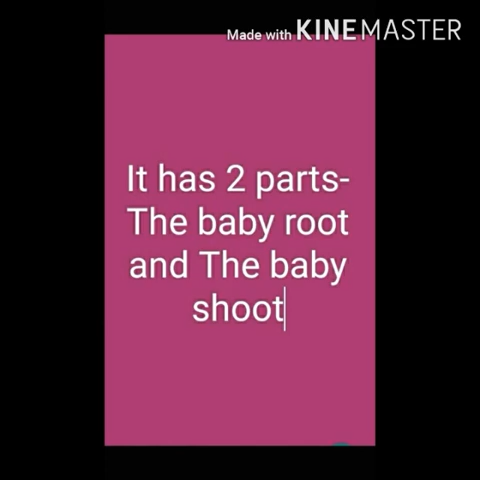 Made with KINEMASTER
It has 2 parts-
The baby root
and The baby
shoot